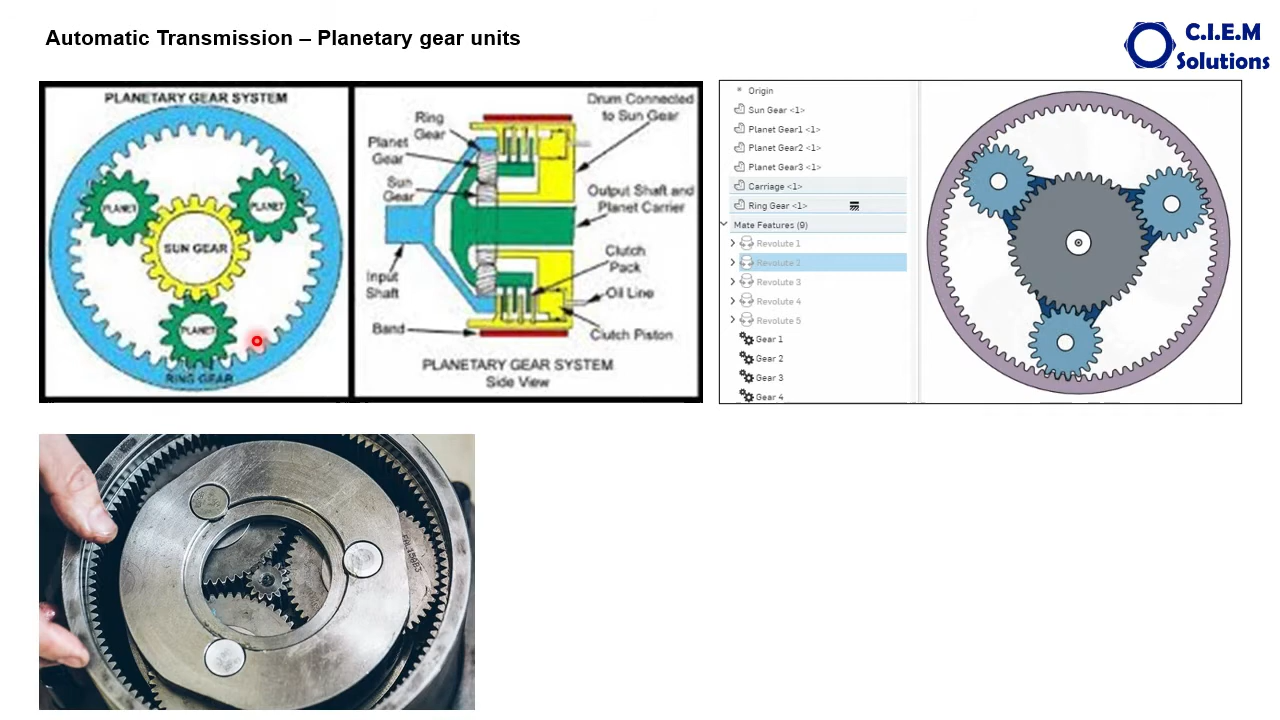 Automatic Transmission – Planetary gear units
C.I.E.M
Solutions
PLANETARY GEAR SYSTEM
PLANET
PLANET
SUN GEAR
PLANET
RING GEAR
Ring
Gear
Planet
Gear
Sun
Gear
Input
Shaft
Band
Drum Connected
to Sun Gear
Output Shaft and
Planet Carrier
Clutch
Pack
Oil Line
Clutch Piston
PLANETARY GEAR SYSTEM
Side View
Origin
Sun Gear <1>
Planet Gear1 <1>
Planet Gear2 <1>
Planet Gear3 <1>
Carriage <1>
Ring Gear <1>
Mate Features (9)
Revolute 1
Revolute 2
Revolute 3
Revolute 4
Revolute 5
Gear 1
Gear 2
Gear 3
Gear 4